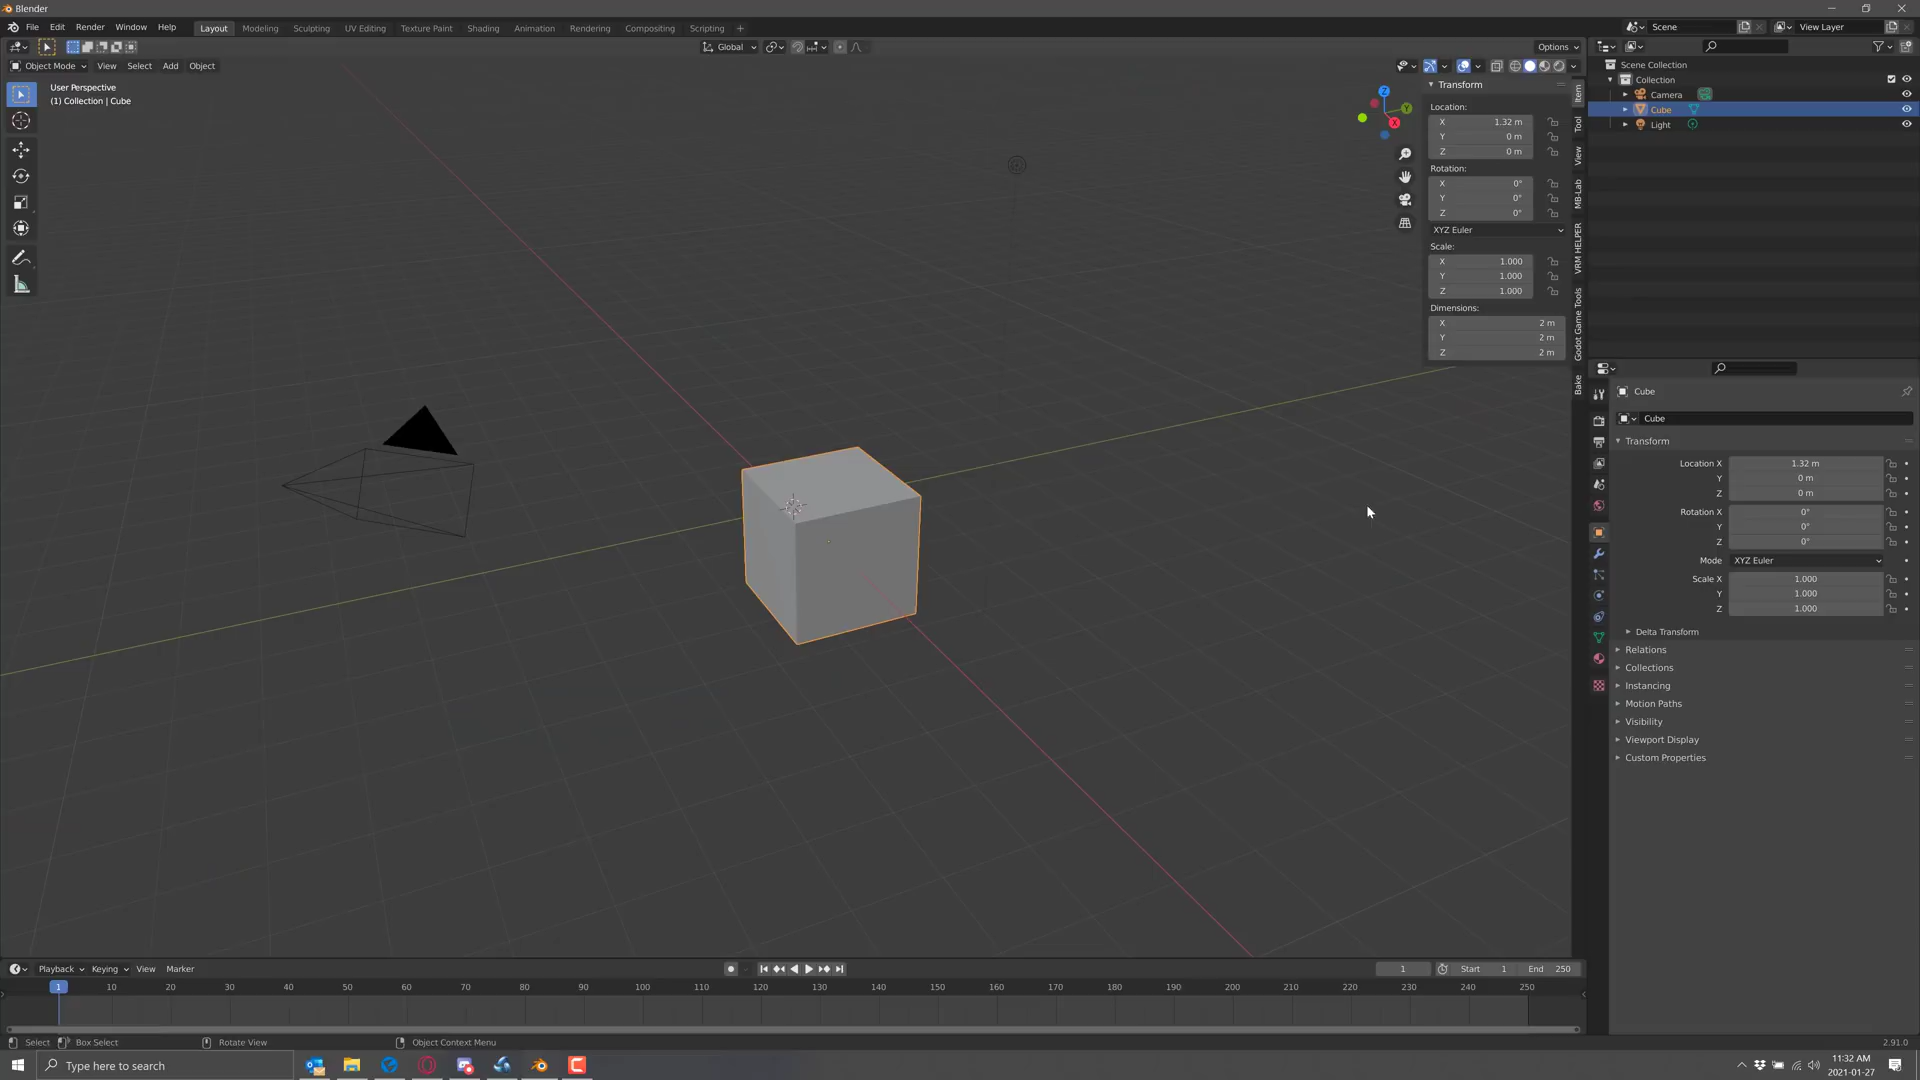 Blender
File Edit Render Window Help Layout Modeling Sculpting UV Editing Texture Paint Shading Animation Rendering Compositing Scripting + Scene View Layer
Global Options
Object Mode View Select Add Object
User Perspective
(1) Collection | Cube
Z
Y
X
Transform
Location:
X 1.32 m
Y 0 m
Z 0 m
Rotation:
X 0°
Y 0°
Z 0°
XYZ Euler
Scale:
X 1.000
Y 1.000
Z 1.000
Dimensions:
X 2 m
Y 2 m
Z 2 m
Item
Tool
View
MB-Lab
VRM HELPER
Godot Game Tools
Bake
Scene Collection
Collection
Camera
Cube
Light
Cube
Cube
Transform
Location X 1.32 m
Y 0 m
Z 0 m
Rotation X 0°
Y 0°
Z 0°
Mode XYZ Euler
Scale X 1.000
Y 1.000
Z 1.000
Delta Transform
Relations
Collections
Instancing
Motion Paths
Visibility
Viewport Display
Custom Properties
Playback Keying View Marker 1 Start 1 End 250
1 10 20 30 40 50 60 70 80 90 100 110 120 130 140 150 160 170 180 190 200 210 220 230 240 250
Select Box Select Rotate View Object Context Menu 2.91.0
Type here to search
11:32 AM
2021-01-27